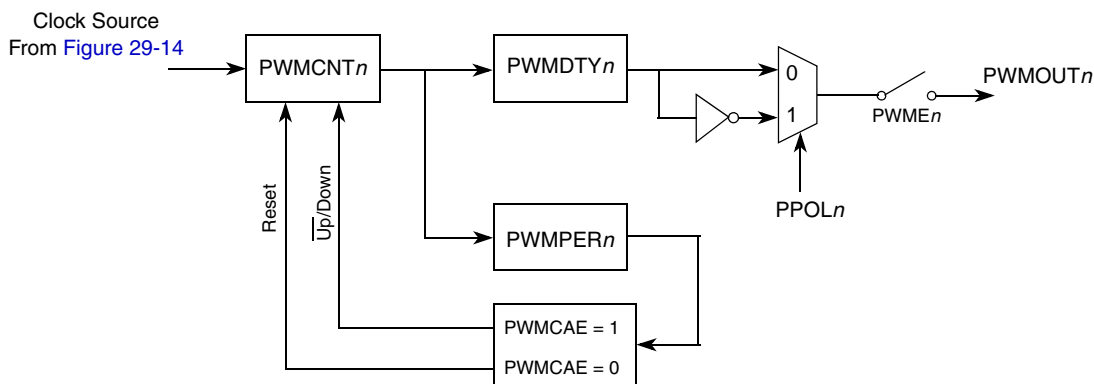 Clock Source
From Figure 29-14
PWMCNTn
PWMDTYn
0
1
PWMEn
PWMOUTn
PPOLn
Reset
Up/Down
PWMPERn
PWMCAE = 1
PWMCAE = 0